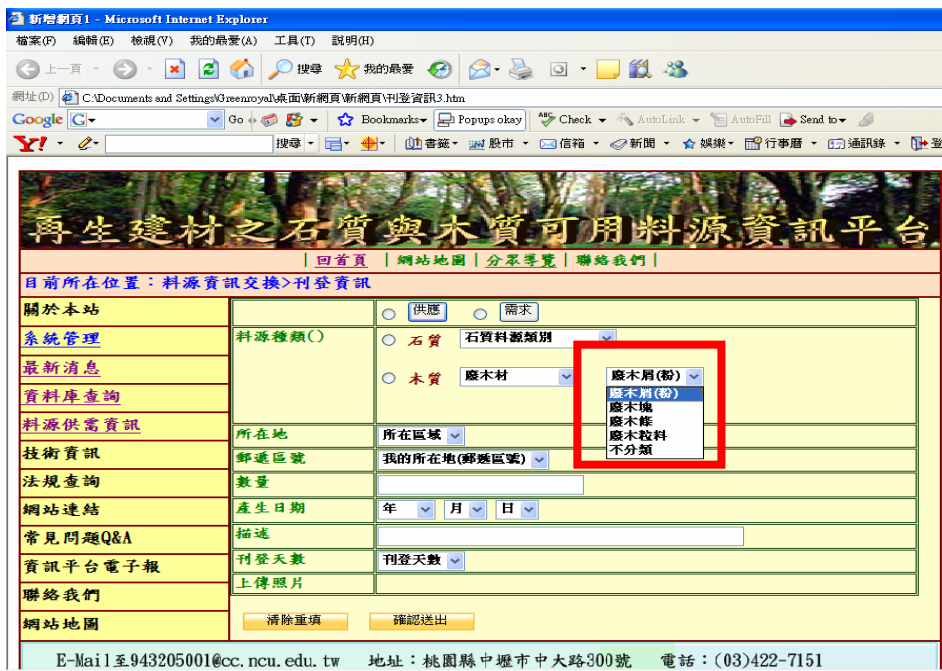 新增網頁1 - Microsoft Internet Explorer
檔案(F) 編輯(E) 檢視(V) 我的最愛(A) 工具(T) 說明(H)
上一頁 搜尋 我的最愛
網址(D) C:\Documents and Settings\Greenroyal\桌面\新網頁\新網頁\刊登資訊3.htm
Google G Go Bookmarks Popups okay ABC Check AutoLink AutoFill Send to
Y! 搜尋 書籤 股市 信箱 新聞 娛樂 行事曆 通訊錄 登
再生建材之石質與木質可用料源資訊平台
| 回首頁 | 網站地圖 | 分眾導覽 | 聯絡我們 |
目前所在位置：料源資訊交換>刊登資訊
關於本站 供應 需求
系統管理 料源種類() 石質 石質料源類別
最新消息 木質 廢木材 廢木屑(粉)
廢木屑(粉)
資料庫查詢 廢木塊
廢木條
料源供需資訊 廢木粒料
所在地 所在區域 不分類
技術資訊 郵遞區號 我的所在地(郵遞區號)
法規查詢 數量
網站連結 產生日期 年 月 日
常見問題Q&A 描述
資訊平台電子報 刊登天數 刊登天數
上傳照片
聯絡我們
網站地圖 清除重填 確認送出
E-Mail至943205001@cc.ncu.edu.tw 地址：桃園縣中壢市中大路300號 電話：(03)422-7151